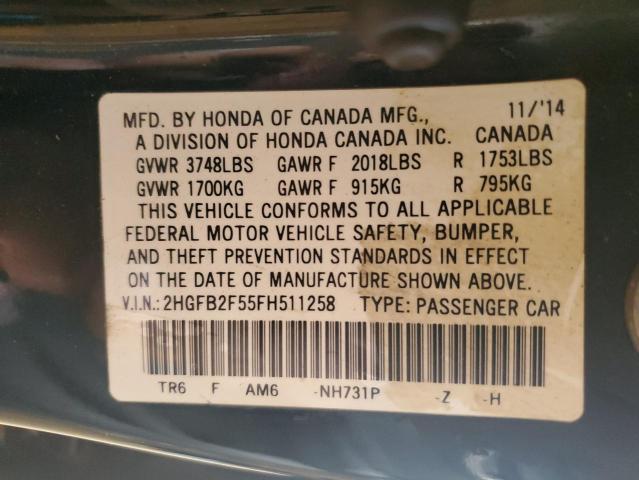 MFD. BY HONDA OF CANADA MFG., 11/'14
A DIVISION OF HONDA CANADA INC. CANADA
GVWR 3748LBS GAWR F 2018LBS R 1753LBS
GVWR 1700KG GAWR F 915KG R 795KG
THIS VEHICLE CONFORMS TO ALL APPLICABLE
FEDERAL MOTOR VEHICLE SAFETY, BUMPER,
AND THEFT PREVENTION STANDARDS IN EFFECT
ON THE DATE OF MANUFACTURE SHOWN ABOVE.
V.I.N.: 2HGFB2F55FH511258 TYPE: PASSENGER CAR
TR6 F AM6 -NH731P -Z -H